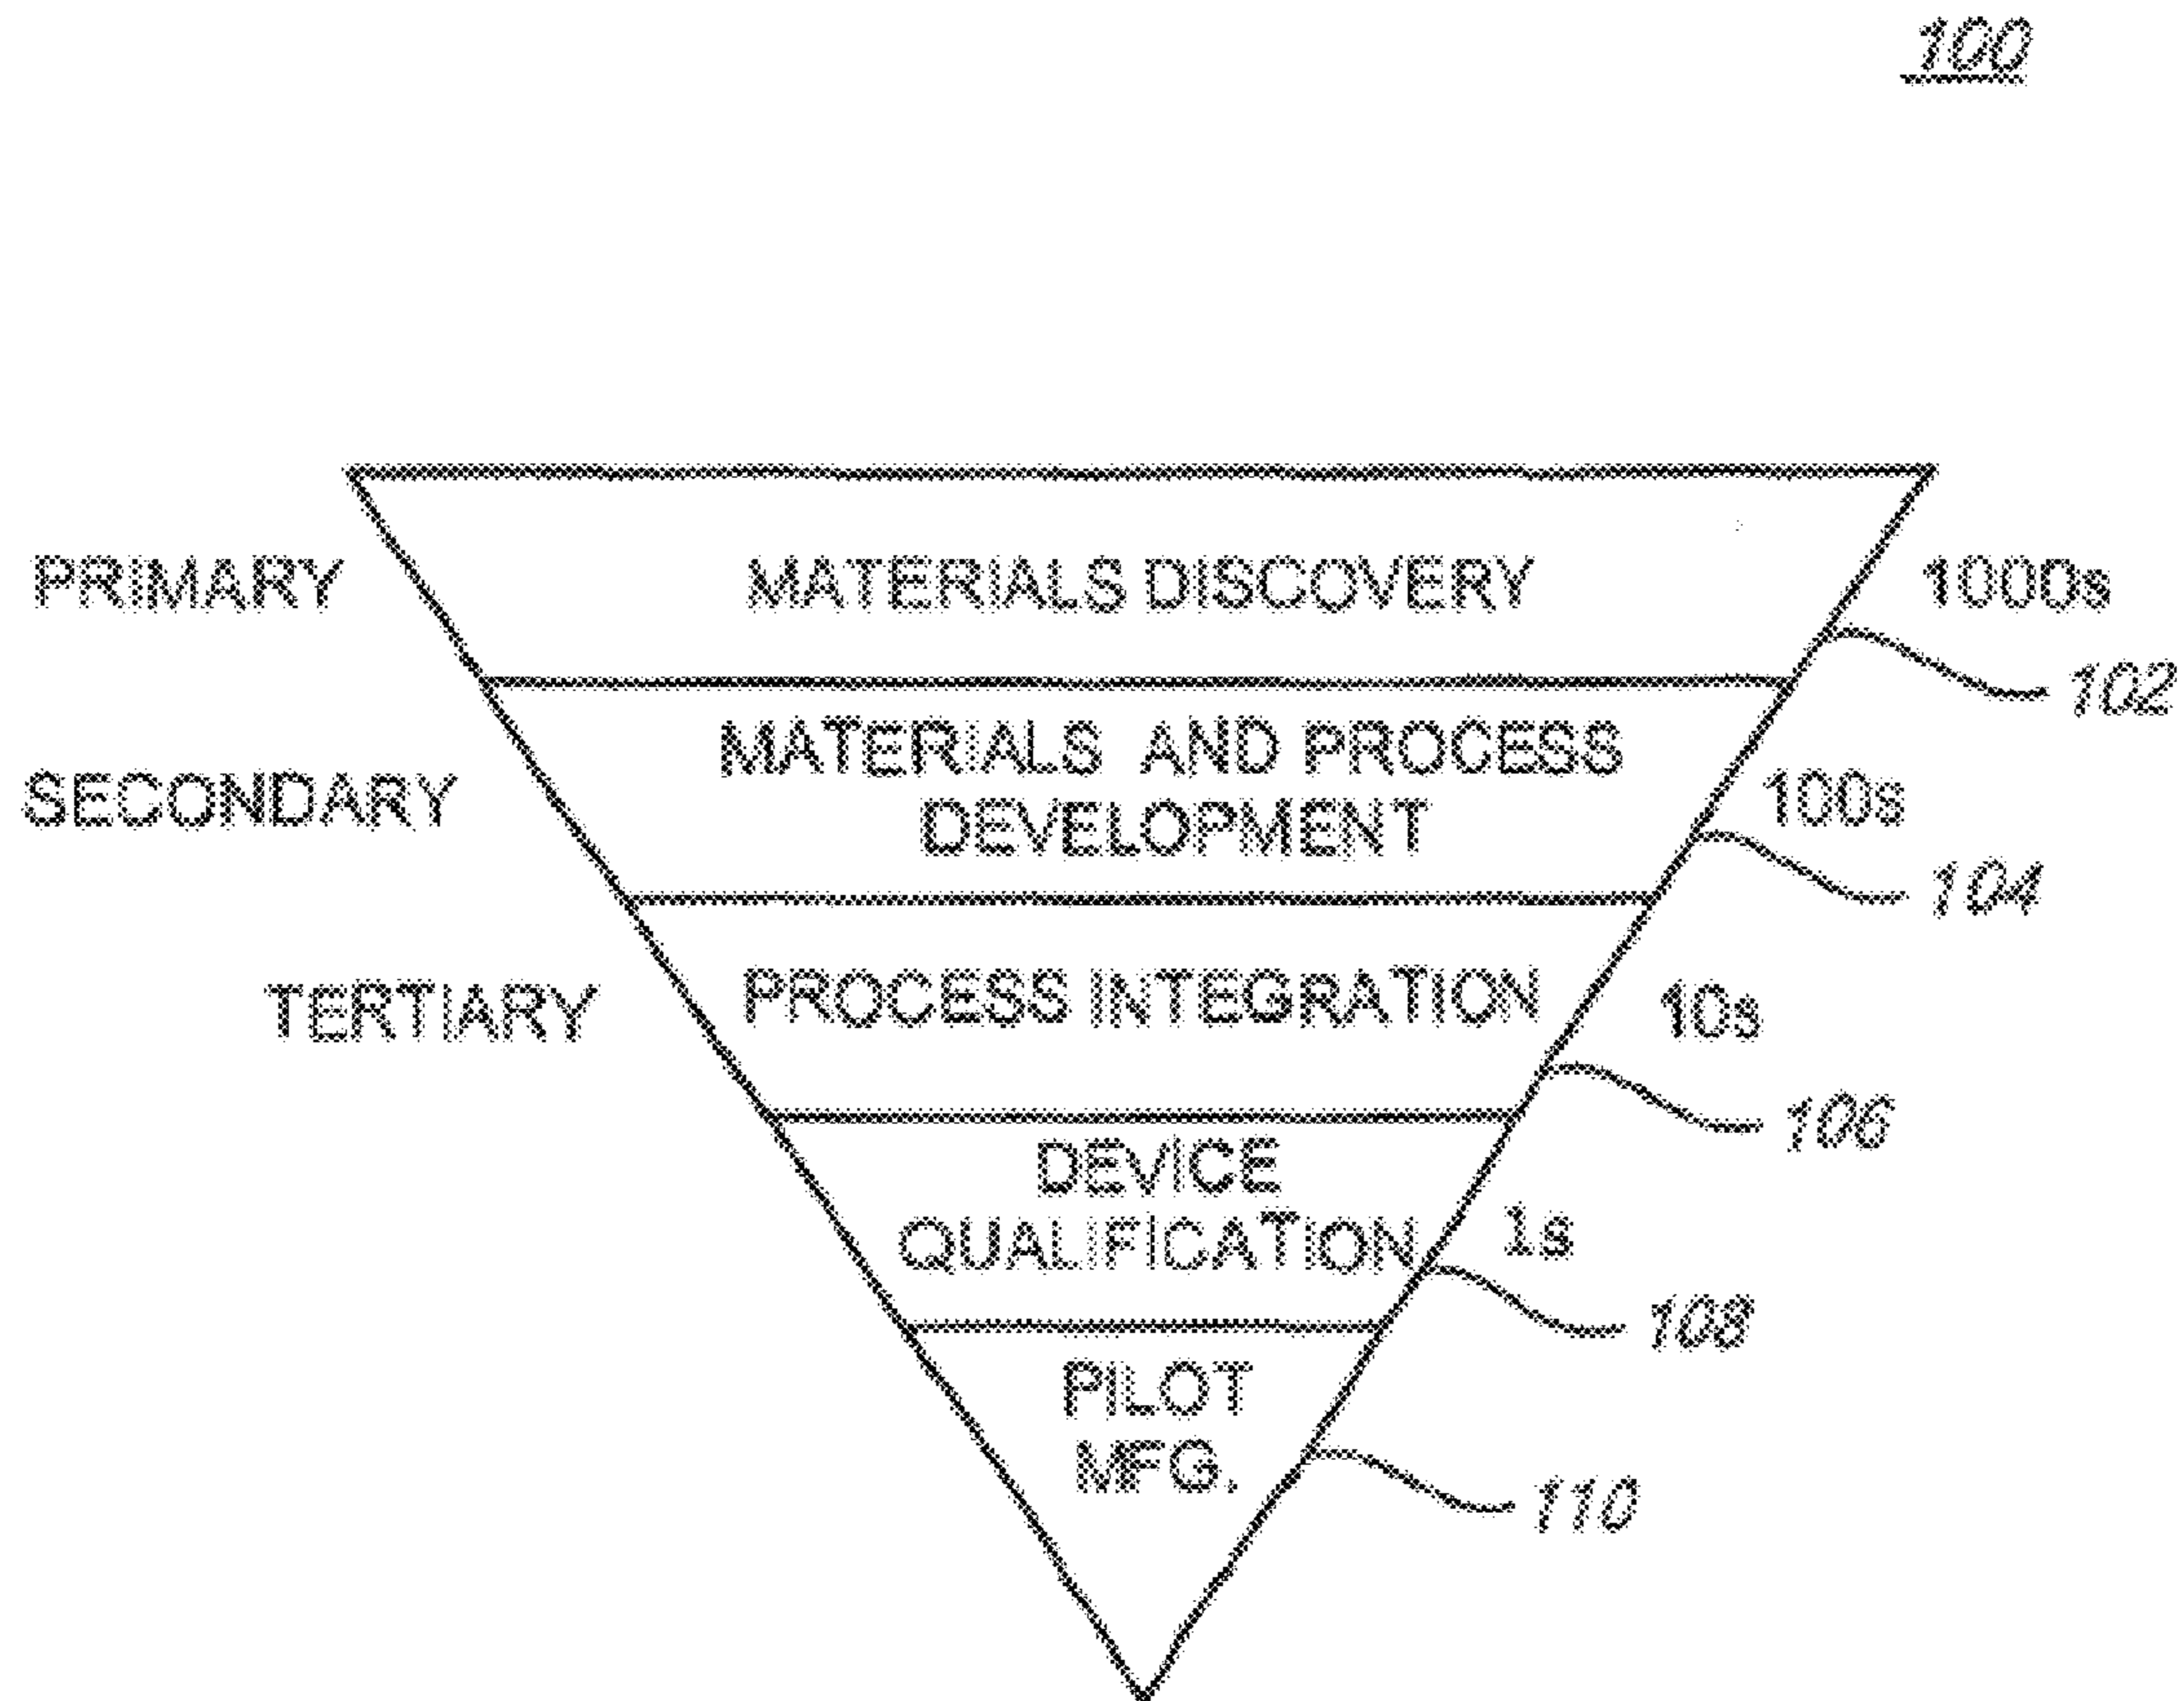 100
PRIMARY
MATERIALS DISCOVERY
1000s
102
SECONDARY
MATERIALS AND PROCESS
DEVELOPMENT
100s
104
TERTIARY
PROCESS INTEGRATION
10s
106
DEVICE
QUALIFICATION
1s
108
PILOT
MFG.
110